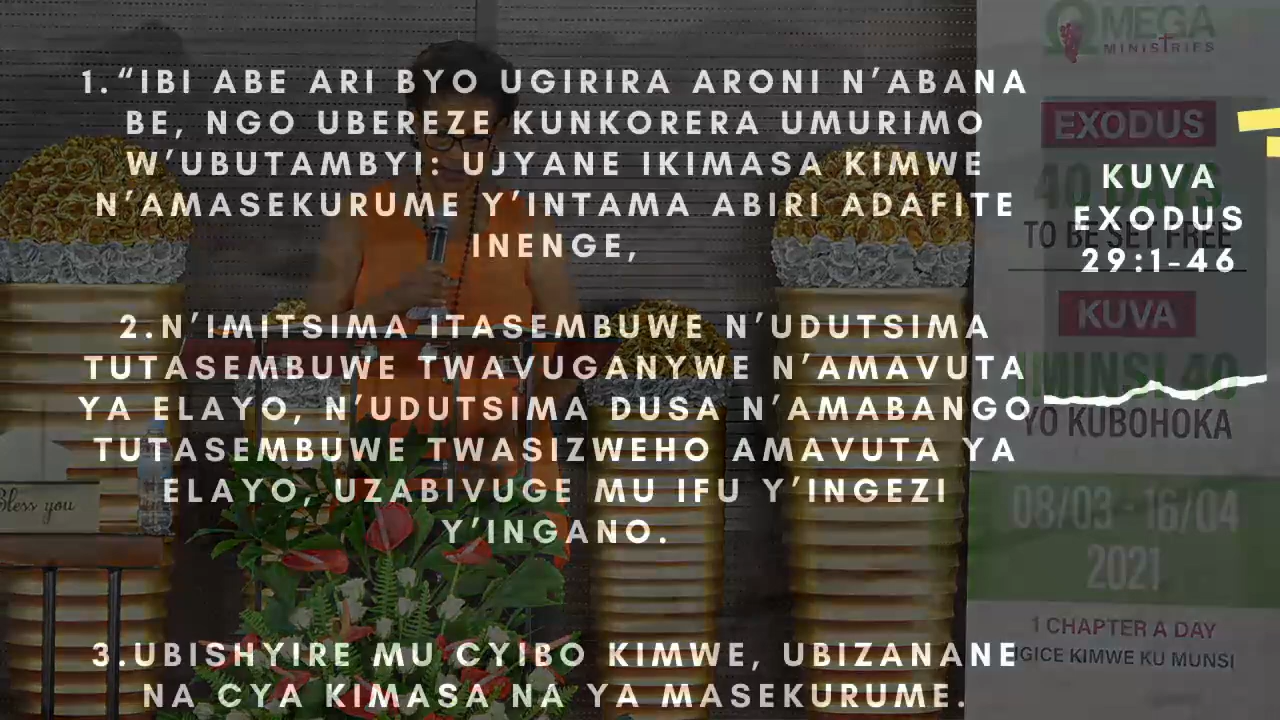 1. “IBI ABE ARI BYO UGIRIRA ARONI N’ABANA
BE, NGO UBEREZE KUNKORERA UMURIMO
W’UBUTAMBYI: UJYANE IKIMASA KIMWE
N’AMASEKURUME Y’INTAMA ABIRI ADAFITE
INENGE,
2.N’IMITSIMA ITASEMBUWE N’UDUTSIMA
TUTASEMBUWE TWAVUGANYWE N’AMAVUTA
YA ELAYO, N’UDUTSIMA DUSA N’AMABANGO
TUTASEMBUWE TWASIZWEHO AMAVUTA YA
ELAYO, UZABIVUGE MU IFU Y’INGEZI
Y’INGANO.
3.UBISHYIRE MU CYIBO KIMWE, UBIZANANE
NA CYA KIMASA NA YA MASEKURUME.
KUVA
EXODUS
29:1-46
OMEGA
MINISTRIES
EXODUS
40 DAYS
TO BE SET FREE
KUVA
IMINSI 40
YO KUBOHOKA
08/03 - 16/04
2021
1 CHAPTER A DAY
IGICE KIMWE KU MUNSI
Bless you